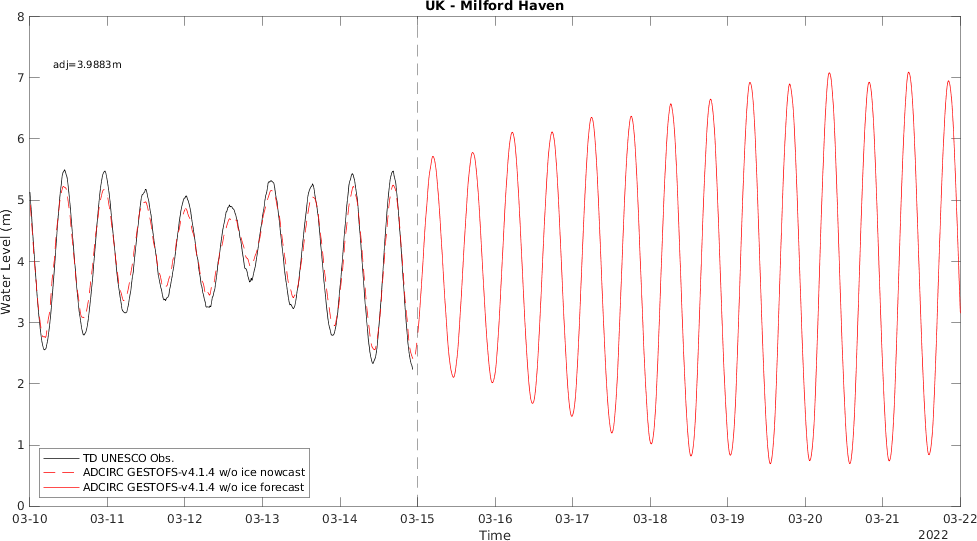 UK - Milford Haven
adj=3.9883m
Water Level (m)
8
7
6
5
4
3
2
1
0
TD UNESCO Obs.
ADCIRC GESTOFS-v4.1.4 w/o ice nowcast
ADCIRC GESTOFS-v4.1.4 w/o ice forecast
03-10 03-11 03-12 03-13 03-14 03-15 03-16 03-17 03-18 03-19 03-20 03-21 03-22
Time
2022